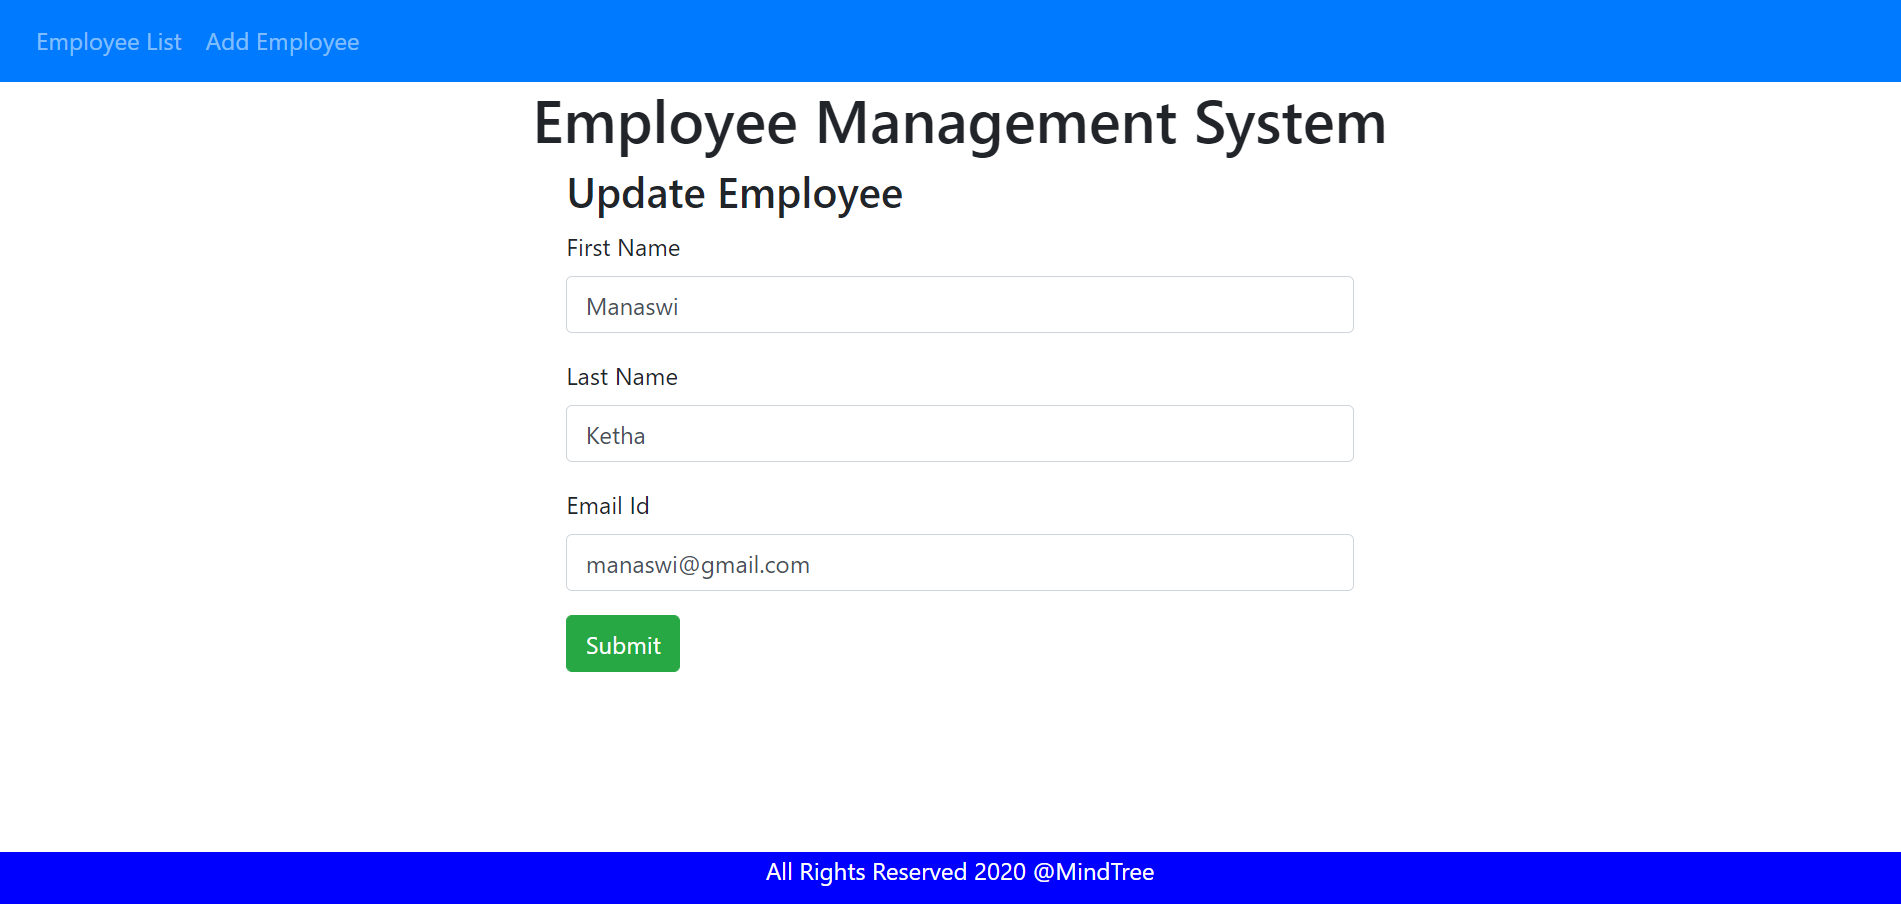 Employee List Add Employee
Employee Management System
Update Employee
First Name
Manaswi
Last Name
Ketha
Email Id
manaswi@gmail.com
Submit
All Rights Reserved 2020 @MindTree